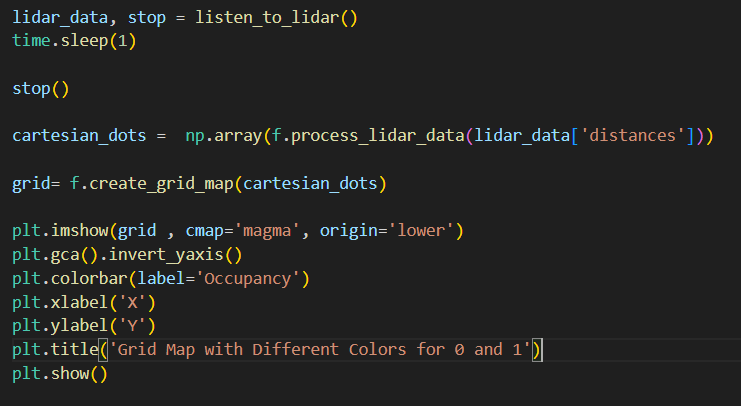 lidar_data, stop = listen_to_lidar()
time.sleep(1)
stop()
cartesian_dots =  np.array(f.process_lidar_data(lidar_data['distances']))
grid= f.create_grid_map(cartesian_dots)
plt.imshow(grid , cmap='magma', origin='lower')
plt.gca().invert_yaxis()
plt.colorbar(label='Occupancy')
plt.xlabel('X')
plt.ylabel('Y')
plt.title('Grid Map with Different Colors for 0 and 1')
plt.show()